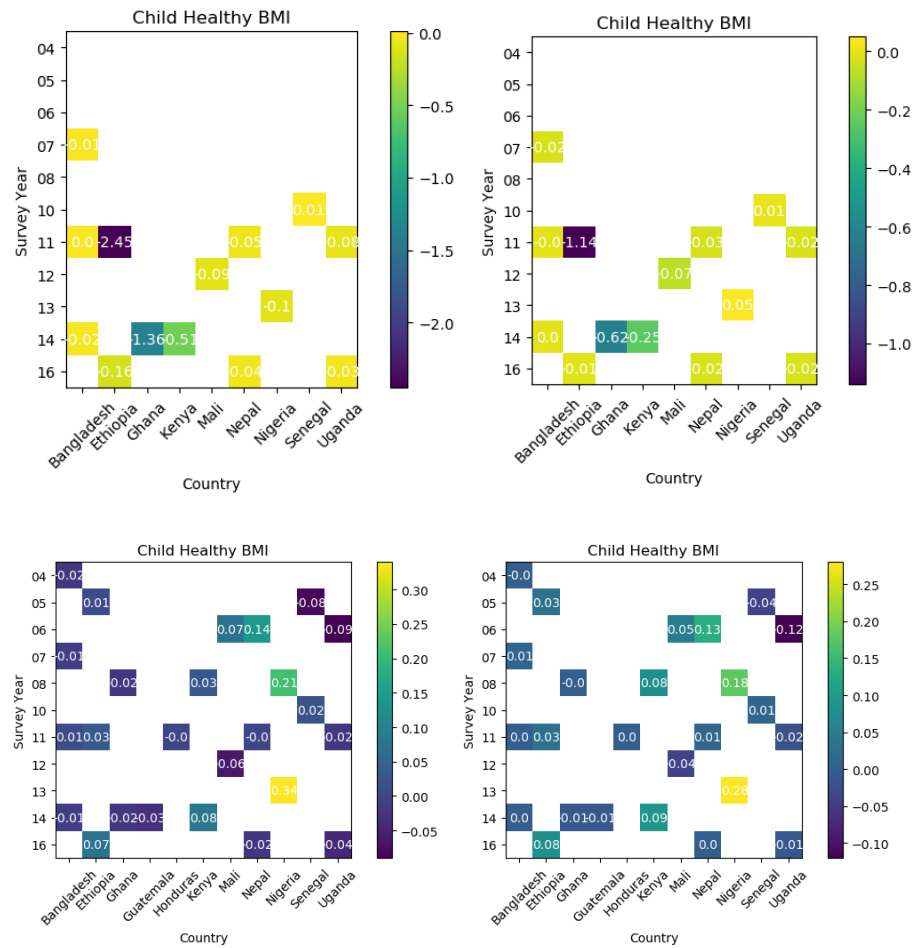 Child Healthy BMI
04
05
06
07 -0.01
08
10 0.01
11 0.0 -2.45 -0.05 -0.08
12 -0.09
13 -0.1
14 -0.02 -1.36 -0.51
16 -0.16 -0.04 -0.03
Survey Year
Bangladesh Ethiopia Ghana Kenya Mali Nepal Nigeria Senegal Uganda
Country
0.0
-0.5
-1.0
-1.5
-2.0
Child Healthy BMI
04
05
06
07 -0.02
08
10 0.01
11 -0.0 -1.14 -0.03 -0.02
12 -0.07
13 0.05
14 0.0 -0.62 -0.25
16 -0.01 -0.02 -0.02
Survey Year
Bangladesh Ethiopia Ghana Kenya Mali Nepal Nigeria Senegal Uganda
Country
0.0
-0.2
-0.4
-0.6
-0.8
-1.0
Child Healthy BMI
04 -0.02
05 0.01 -0.08
06 0.07 0.14 -0.09
07 -0.01
08 -0.02 0.03 0.21
10 0.02
11 0.01 0.03 -0.0 -0.0 -0.02
12 -0.06
13 0.34
14 -0.01 -0.02 -0.03 0.08
16 0.07 -0.02 -0.04
Survey Year
Bangladesh Ethiopia Ghana Guatemala Honduras Kenya Mali Nepal Nigeria Senegal Uganda
Country
0.30
0.25
0.20
0.15
0.10
0.05
0.00
-0.05
Child Healthy BMI
04 -0.0
05 0.03 -0.04
06 0.05 0.13 -0.12
07 0.01
08 -0.0 0.08 0.18
10 0.01
11 0.0 0.03 0.0 0.01 -0.02
12 -0.04
13 0.28
14 0.0 -0.01 -0.01 0.09
16 0.08 0.0 -0.01
Survey Year
Bangladesh Ethiopia Ghana Guatemala Honduras Kenya Mali Nepal Nigeria Senegal Uganda
Country
0.25
0.20
0.15
0.10
0.05
0.00
-0.05
-0.10